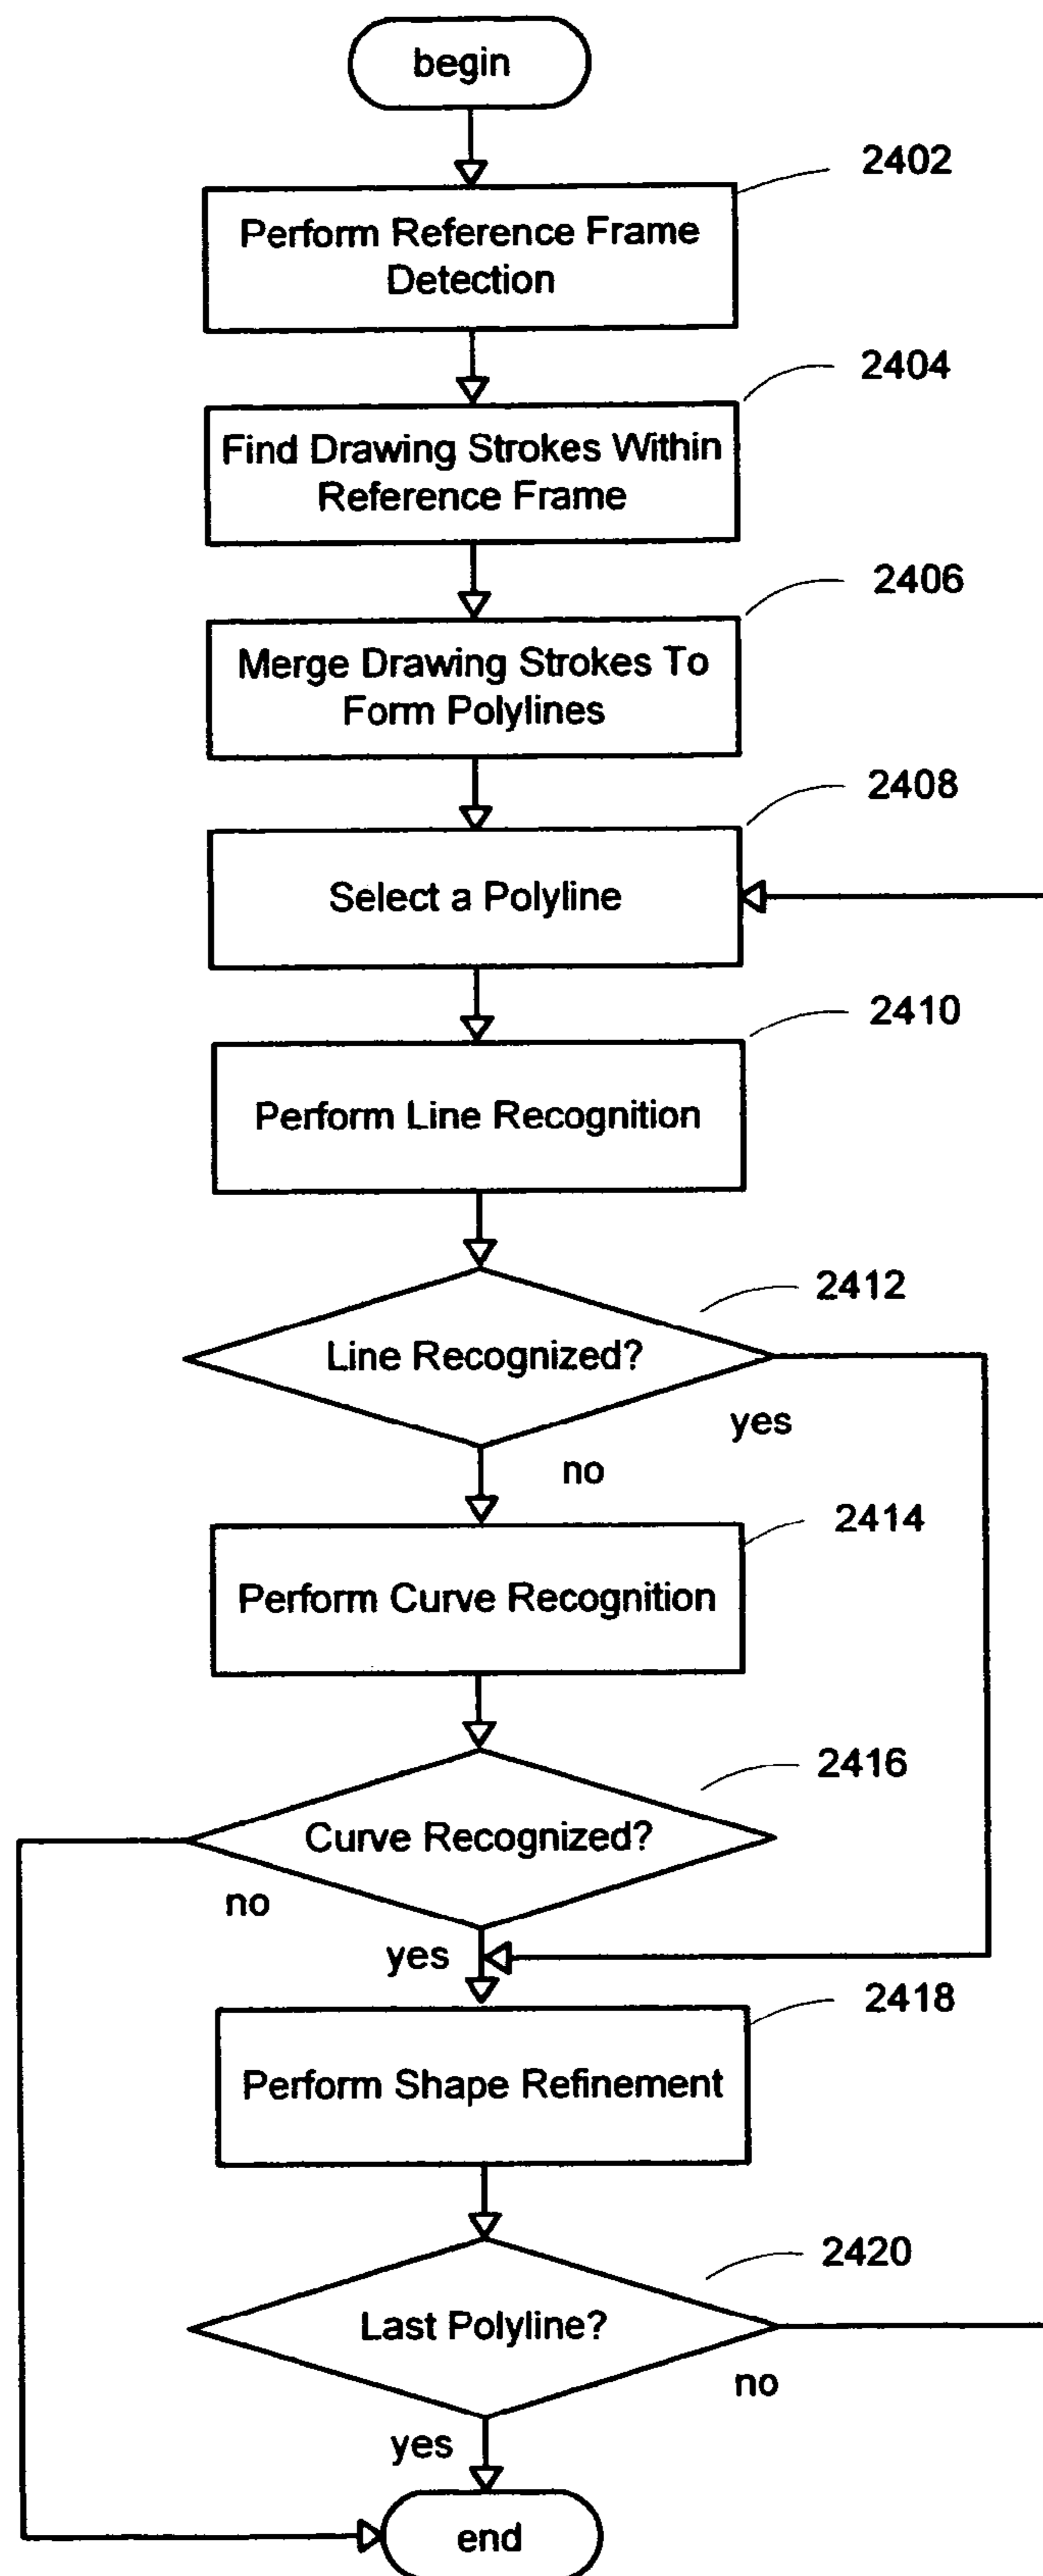 begin
2402
Perform Reference Frame
Detection
2404
Find Drawing Strokes Within
Reference Frame
2406
Merge Drawing Strokes To
Form Polylines
2408
Select a Polyline
2410
Perform Line Recognition
2412
Line Recognized?
yes
no
2414
Perform Curve Recognition
2416
Curve Recognized?
no
yes
2418
Perform Shape Refinement
2420
Last Polyline?
no
yes
end